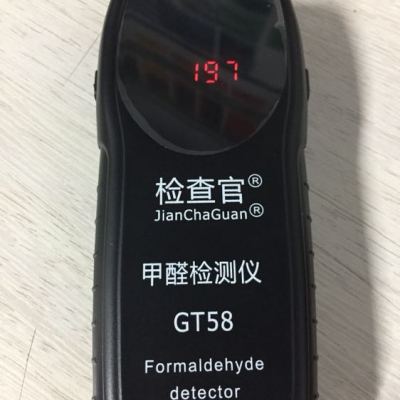 197
检查官®
JianChaGuan®
甲醛检测仪
GT58
Formaldehyde
detector